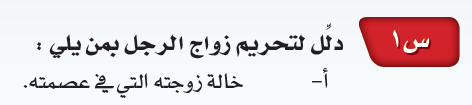 س١ دلِّل لتحريم زواج الرجل بمن يلي :
أ- خالة زوجته التي في عصمته.